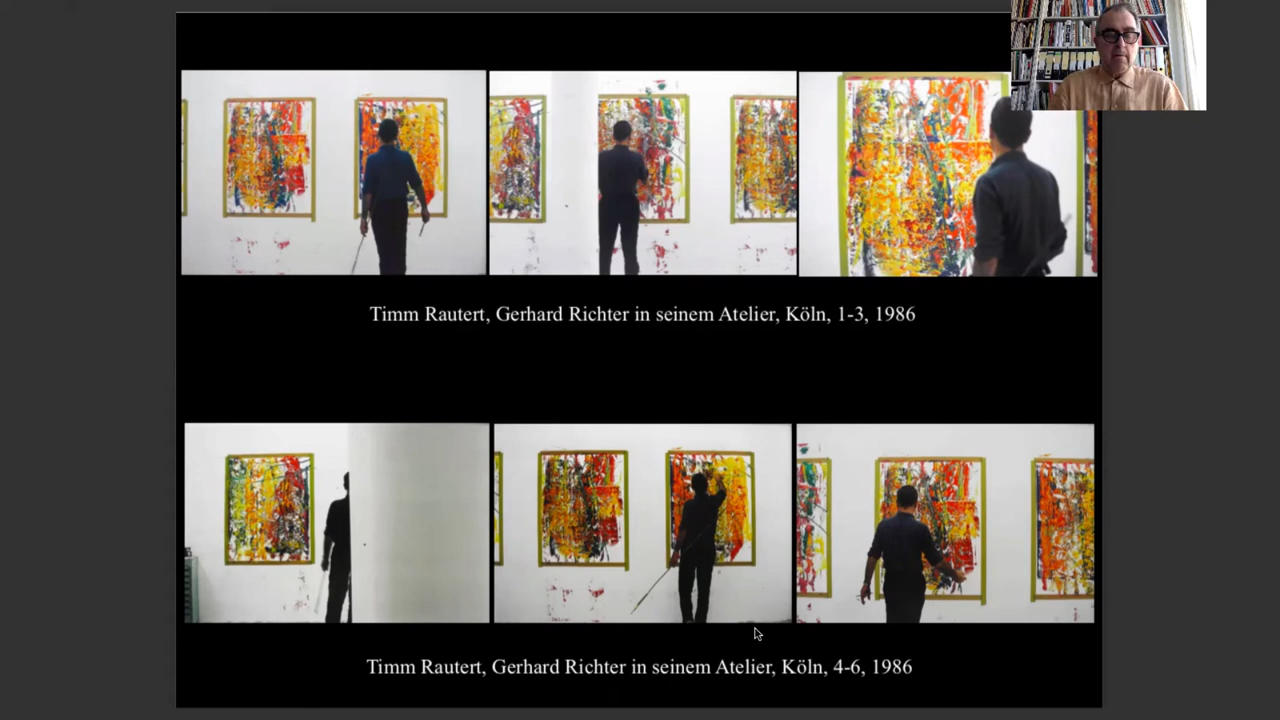 Timm Rautert, Gerhard Richter in seinem Atelier, Köln, 1-3, 1986
Timm Rautert, Gerhard Richter in seinem Atelier, Köln, 4-6, 1986